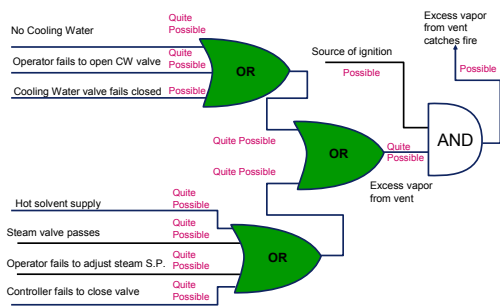 No Cooling Water
Quite
Possible
Operator fails to open CW valve
Quite
Possible
Cooling Water valve fails closed
Possible
OR
Quite Possible
Quite Possible
OR
Quite
Possible
Excess vapor
from vent
Source of ignition
Possible
AND
Possible
Excess vapor
from vent
catches fire
Hot solvent supply
Quite
Possible
Steam valve passes
Quite
Possible
Operator fails to adjust steam S.P.
Quite
Possible
Controller fails to close valve
Quite
Possible
OR